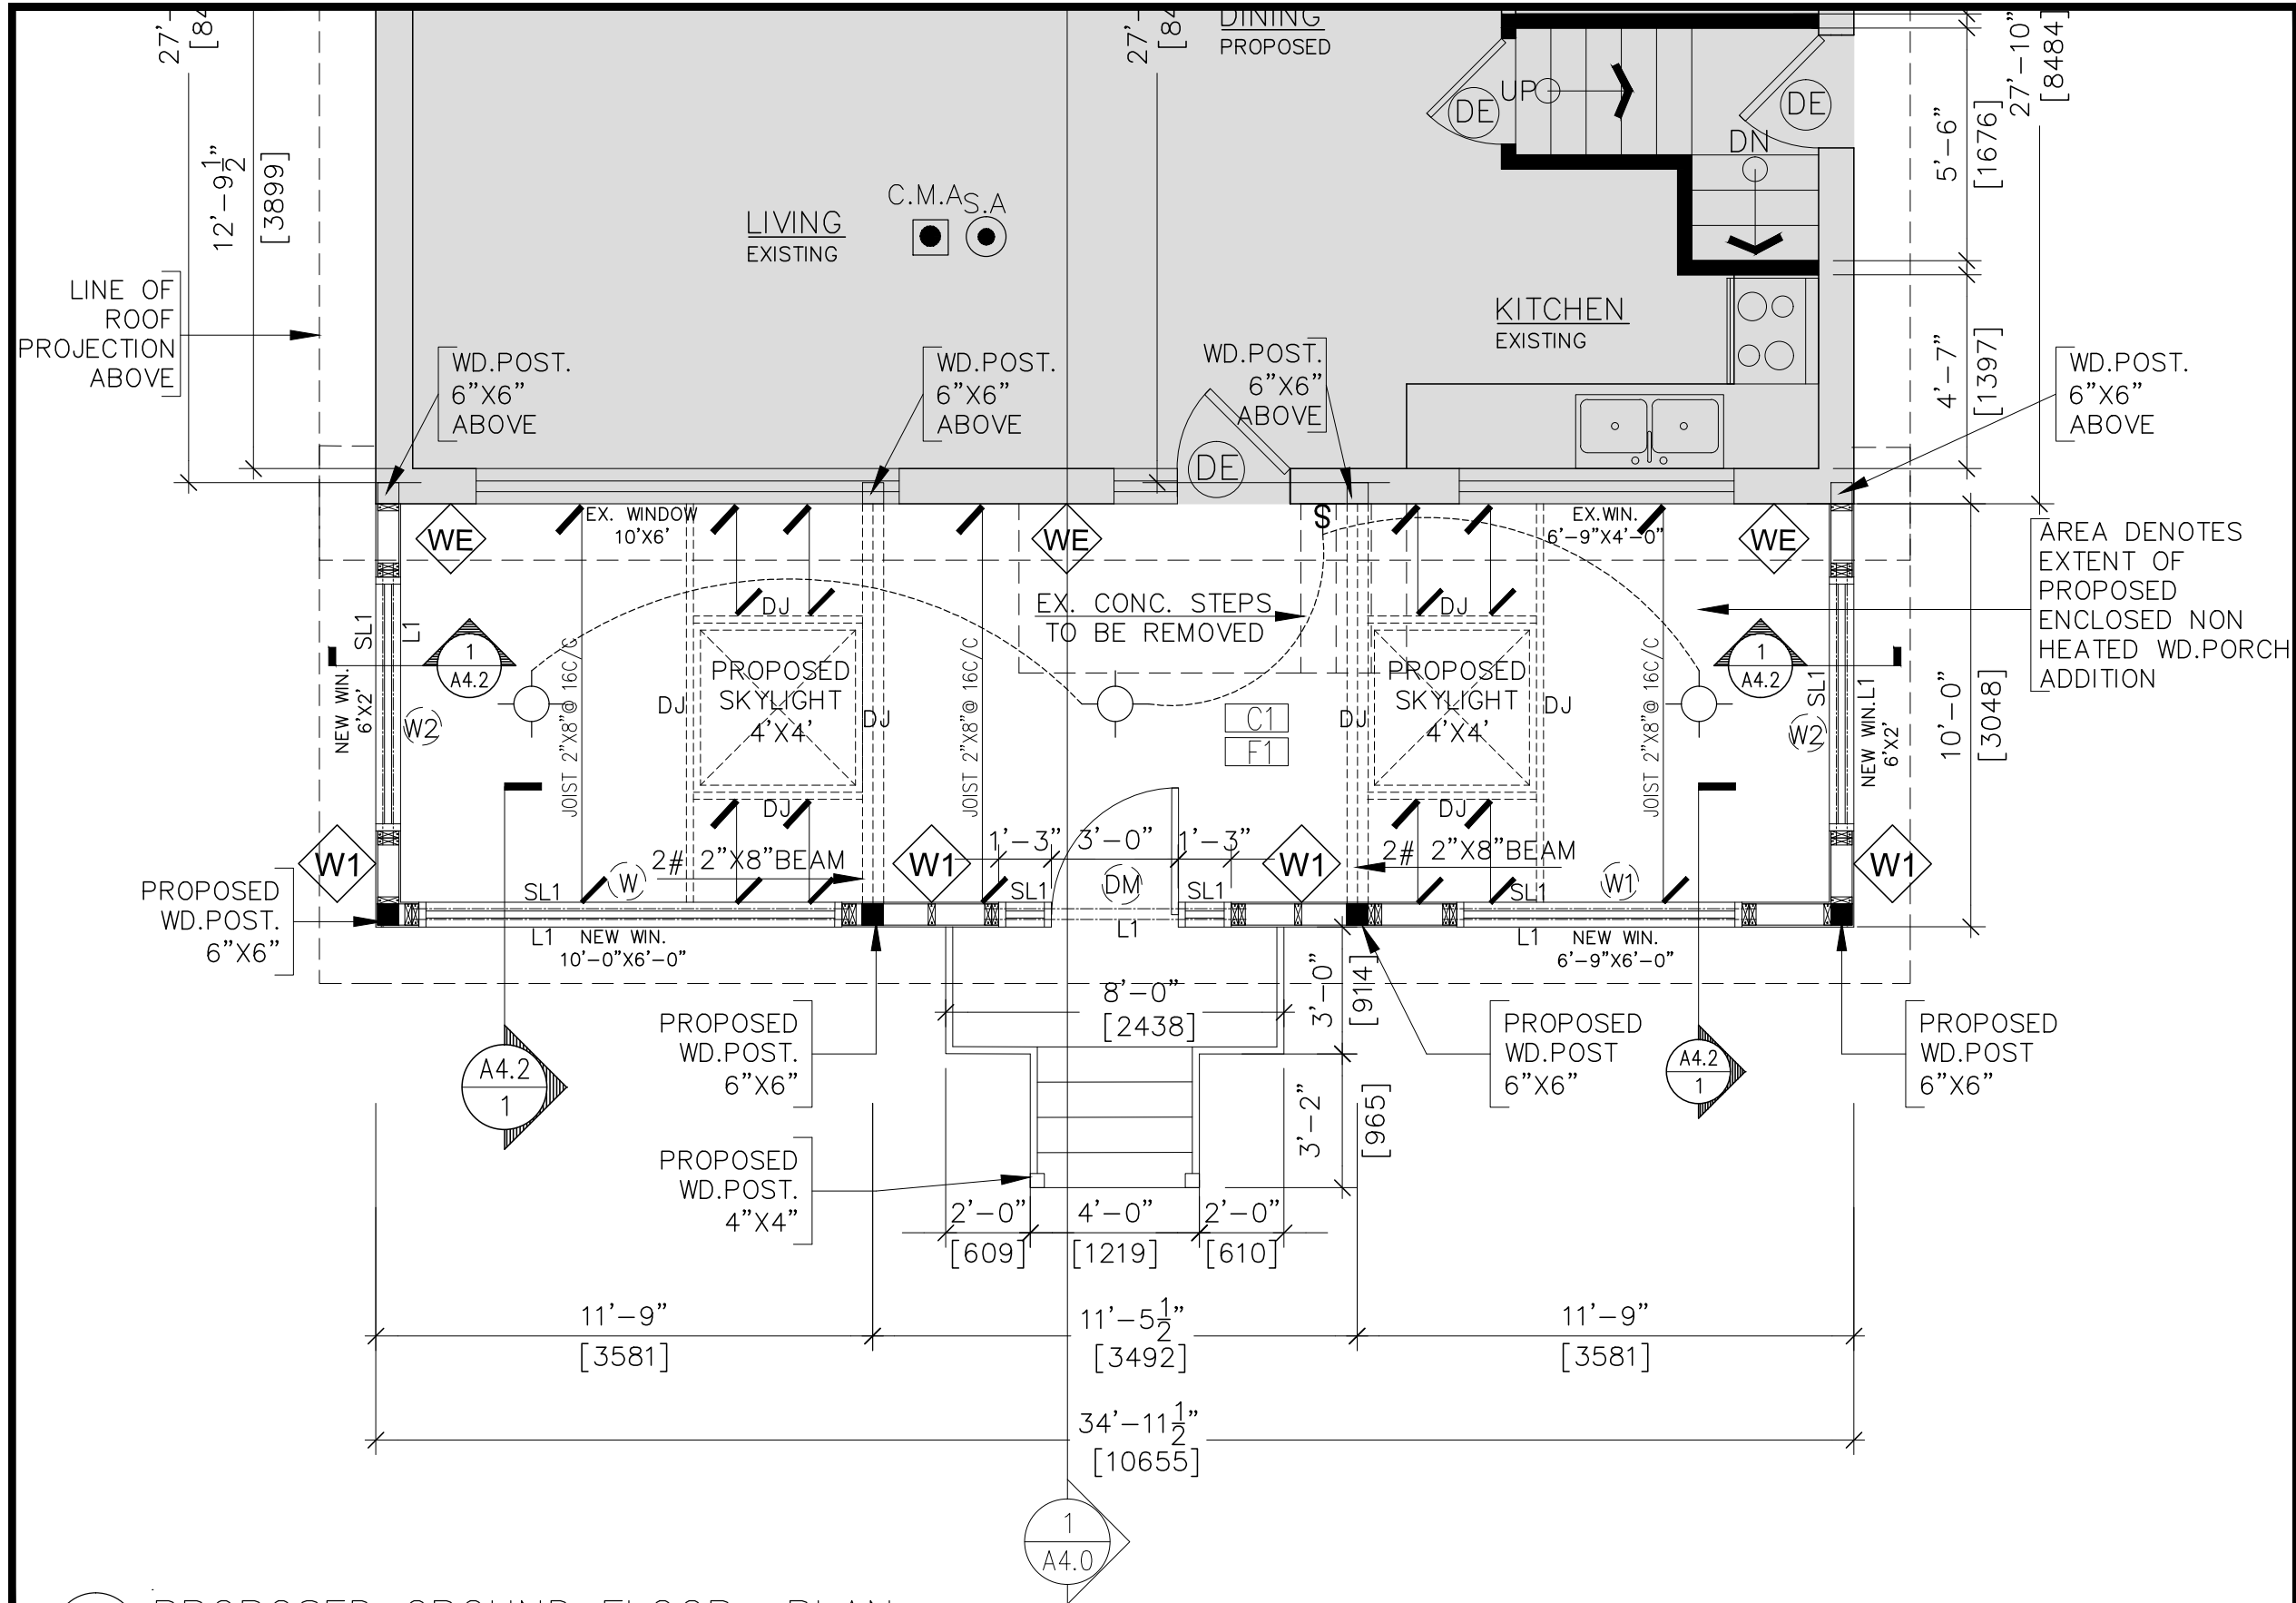 27'-
[84
27'-
[84
DINING
PROPOSED
27'-10"
[8484]
12'-9 1/2"
[3899]
UP
DE
DE
DN
5'-6"
[1676]
C.M.A
S.A
LIVING
EXISTING
KITCHEN
EXISTING
4'-7"
[1397]
LINE OF
ROOF
PROJECTION
ABOVE
WD.POST.
6"X6"
ABOVE
WD.POST.
6"X6"
ABOVE
WD.POST.
6"X6"
ABOVE
WD.POST.
6"X6"
ABOVE
DE
WE
EX. WINDOW
10'X6'
WE
S
EX.WIN.
6'-9"X4'-0"
WE
AREA DENOTES
EXTENT OF
PROPOSED
ENCLOSED NON
HEATED WD.PORCH
ADDITION
EX. CONC. STEPS
TO BE REMOVED
DJ
DJ
SL1
L1
NEW WIN.
6'X2'
W2
1
A4.2
JOIST 2"X8"@ 16C/C
DJ
PROPOSED
SKYLIGHT
4'X4'
DJ
JOIST 2"X8"@ 16C/C
C1
F1
DJ
PROPOSED
SKYLIGHT
4'X4'
DJ
JOIST 2"X8"@ 16C/C
1
A4.2
W2
SL1
NEW WIN.L1
6'X2'
10'-0"
[3048]
DJ
DJ
W1
W
2# 2"X8"BEAM
W1
1'-3"
3'-0"
1'-3"
W1
2# 2"X8"BEAM
W1
W1
PROPOSED
WD.POST.
6"X6"
SL1
SL1
DM
SL1
SL1
L1
NEW WIN.
10'-0"X6'-0"
L1
L1
NEW WIN.
6'-9"X6'-0"
8'-0"
[2438]
3'-0"
[914]
A4.2
1
PROPOSED
WD.POST.
6"X6"
PROPOSED
WD.POST
6"X6"
A4.2
1
PROPOSED
WD.POST
6"X6"
3'-2"
[965]
PROPOSED
WD.POST.
4"X4"
2'-0"
4'-0"
2'-0"
[609]
[1219]
[610]
11'-9"
[3581]
11'-5 1/2"
[3492]
11'-9"
[3581]
34'-11 1/2"
[10655]
1
A4.0
PROPOSED GROUND FLOOR PLAN